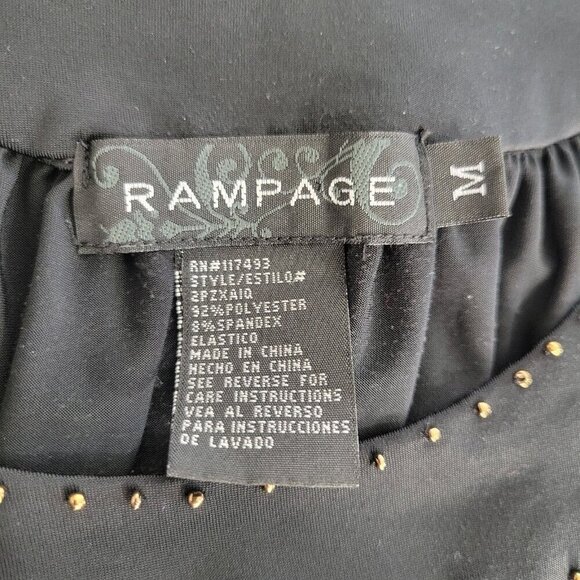 RAMPAGE
M
RN#117493
STYLE/ESTILO#
2PZXAIQ
92%POLYESTER
8%SPANDEX
ELASTICO
MADE IN CHINA
HECHO EN CHINA
SEE REVERSE FOR
CARE INSTRUCTIONS
VEA AL REVERSO
PARA INSTRUCCIONES
DE LAVADO